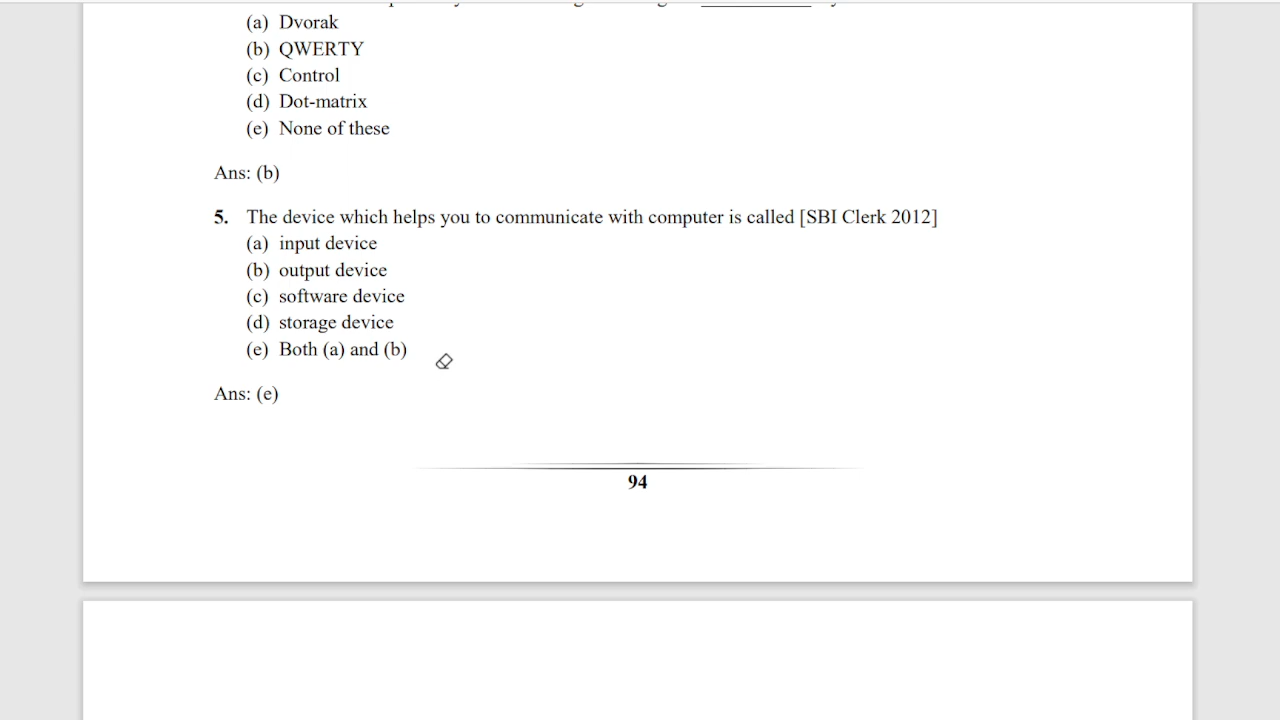 (a) Dvorak
(b) QWERTY
(c) Control
(d) Dot-matrix
(e) None of these
Ans: (b)
5. The device which helps you to communicate with computer is called [SBI Clerk 2012]
(a) input device
(b) output device
(c) software device
(d) storage device
(e) Both (a) and (b)
Ans: (e)
94